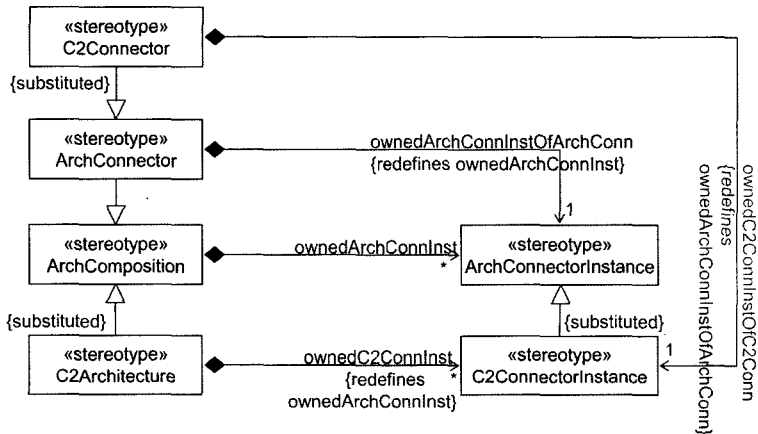 «stereotype»
C2Connector
{substituted}
«stereotype»
ArchConnector
ownedArchConnInstOfArchConn
{redefines ownedArchConnInst}
1
«stereotype»
ArchComposition
ownedArchConnInst
*
«stereotype»
ArchConnectorInstance
{substituted}
{substituted}
«stereotype»
C2Architecture
ownedC2ConnInst
{redefines
ownedArchConnInst}
*
«stereotype»
C2ConnectorInstance
1
ownedC2ConnInstOfC2Conn
{redefines
ownedArchConnInstOfArchConn}